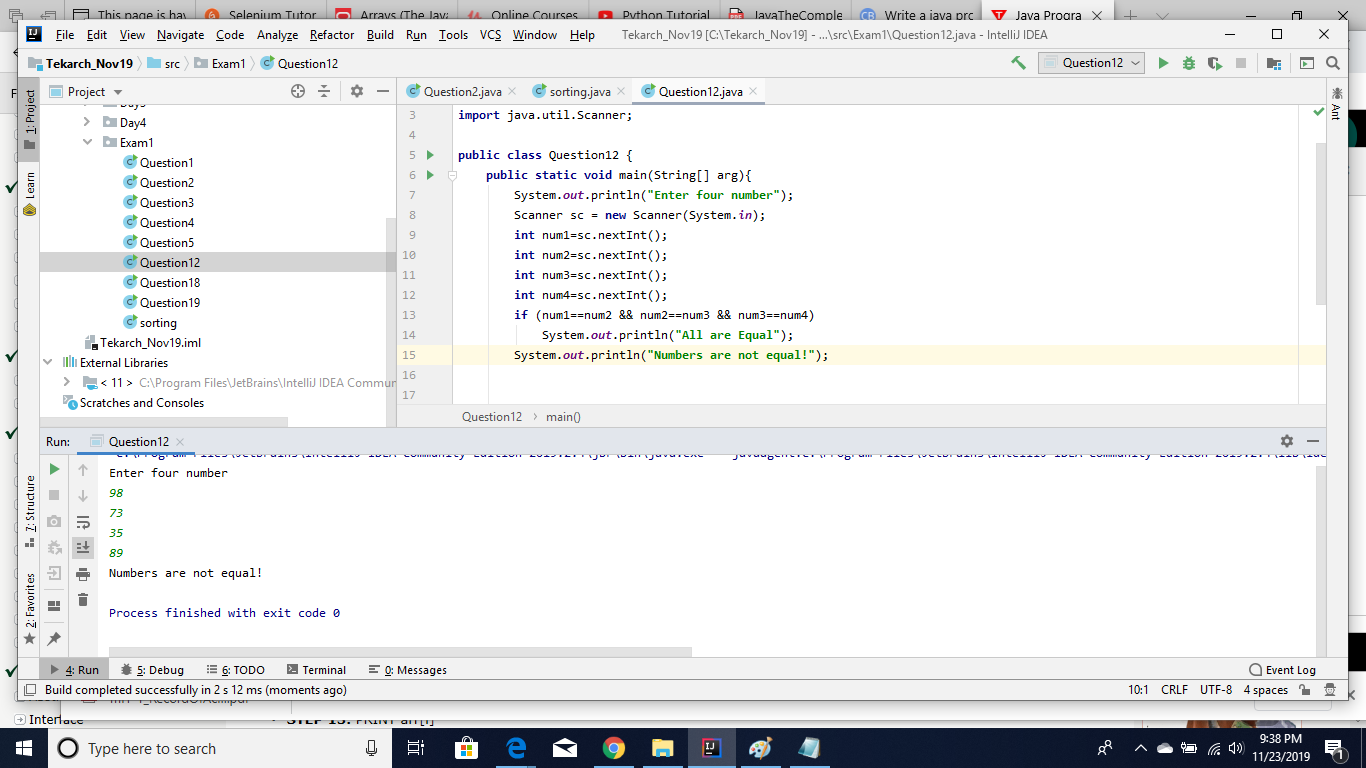 This page is hav
Selenium Tutor
Arrays (The Jav
Online Courses
Python Tutorial
JavaTheComple
Write a java prc
Java Progra
File Edit View Navigate Code Analyze Refactor Build Run Tools VCS Window Help Tekarch_Nov19 [C:\Tekarch_Nov19] - ...\src\Exam1\Question12.java - IntelliJ IDEA
Tekarch_Nov19 src Exam1 Question12
Question12
Project
Question2.java sorting.java Question12.java
1: Project
Learn
7: Structure
2: Favorites
Ant
Day4
Exam1
Question1
Question2
Question3
Question4
Question5
Question12
Question18
Question19
sorting
Tekarch_Nov19.iml
External Libraries
< 11 > C:\Program Files\JetBrains\IntelliJ IDEA Commun
Scratches and Consoles
3 import java.util.Scanner;
4
5 public class Question12 {
6 public static void main(String[] arg){
7 System.out.println("Enter four number");
8 Scanner sc = new Scanner(System.in);
9 int num1=sc.nextInt();
10 int num2=sc.nextInt();
11 int num3=sc.nextInt();
12 int num4=sc.nextInt();
13 if (num1==num2 && num2==num3 && num3==num4)
14 System.out.println("All are Equal");
15 System.out.println("Numbers are not equal!");
16
17
Question12 main()
Run: Question12
Enter four number
98
73
35
89
Numbers are not equal!
Process finished with exit code 0
4: Run 5: Debug 6: TODO Terminal 0: Messages Event Log
Build completed successfully in 2 s 12 ms (moments ago) 10:1 CRLF UTF-8 4 spaces
Interface
STEP 13: PRINT arr[i]
Type here to search
9:38 PM
11/23/2019
1